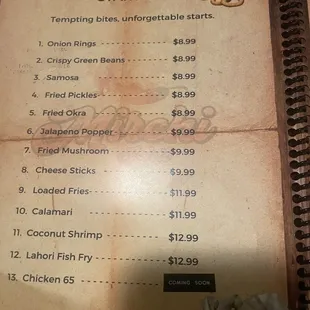 Tempting bites, unforgettable starts.
1. Onion Rings ---------------------- $8.99
2. Crispy Green Beans -------------- $8.99
3. Samosa -------------------------- $8.99
4. Fried Pickles --------------------- $8.99
5. Fried Okra ----------------------- $8.99
6. Jalapeno Popper ---------------- $9.99
7. Fried Mushroom ----------------- $9.99
8. Cheese Sticks ------------------- $9.99
9. Loaded Fries--------------------- $11.99
10. Calamari ----------------------- $11.99
11. Coconut Shrimp ---------------- $12.99
12. Lahori Fish Fry ----------------- $12.99
13. Chicken 65 -------------------- COMING SOON